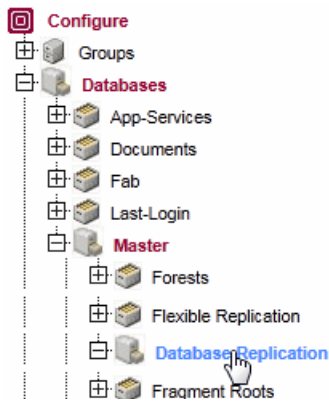 Configure
Groups
Databases
App-Services
Documents
Fab
Last-Login
Master
Forests
Flexible Replication
Database Replication
Fragment Roots